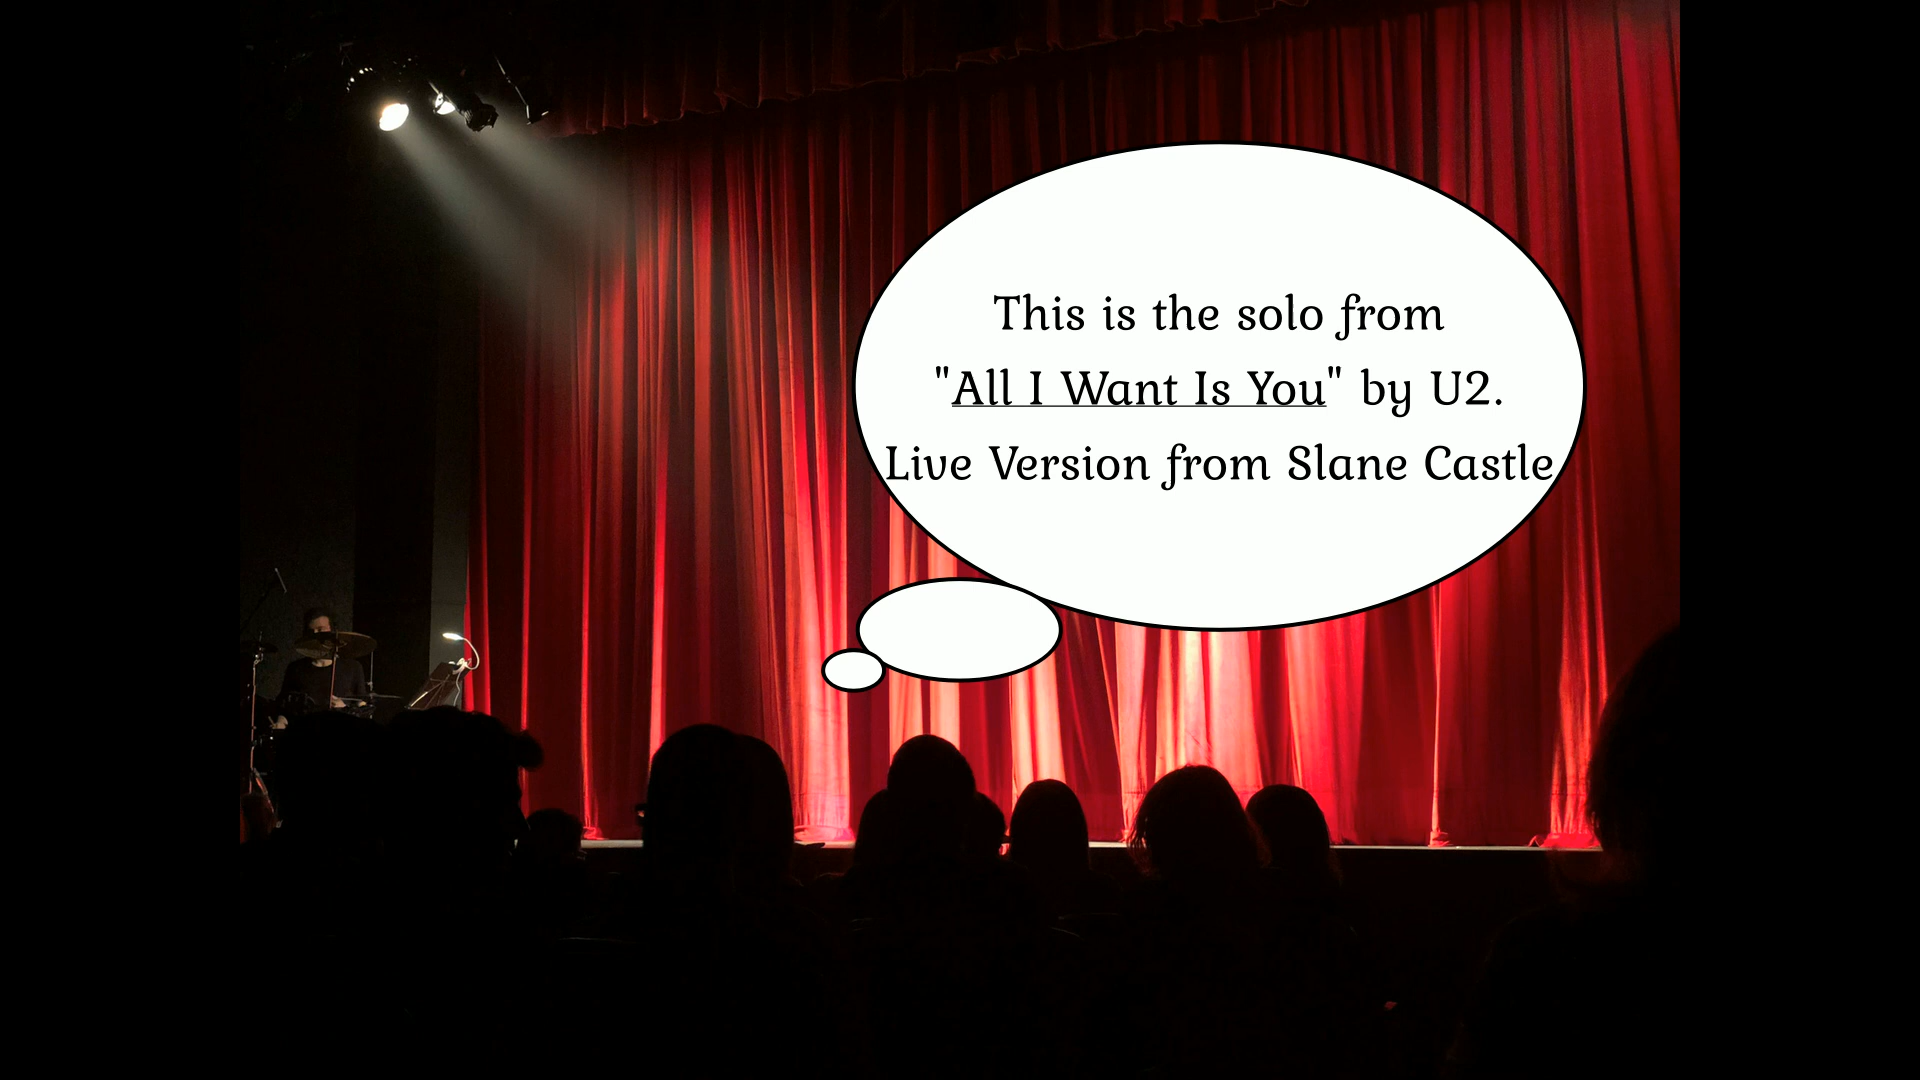 This is the solo from
"All I Want Is You" by U2.
Live Version from Slane Castle